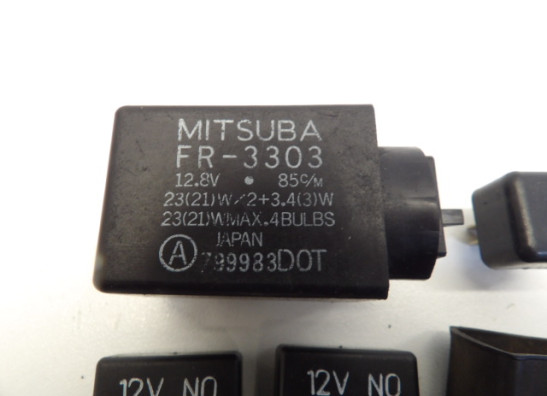 MITSUBA
FR-3303
12.8V • 85c/M
23(21)W×2+3.4(3)W
23(21)WMAX.4BULBS
JAPAN
Ⓐ 799983DOT
12V NO
12V NO